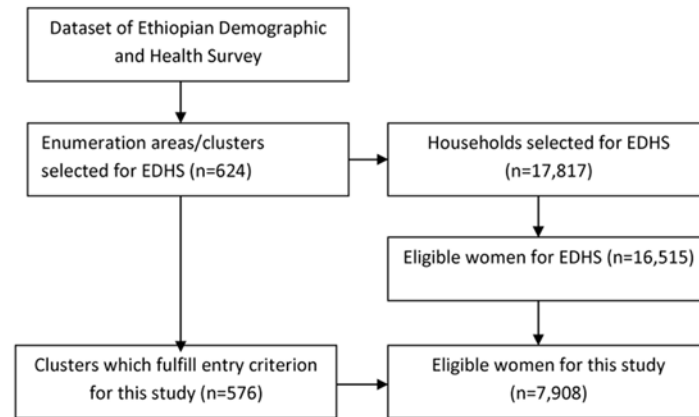 Dataset of Ethiopian Demographic
and Health Survey
Enumeration areas/clusters
selected for EDHS (n=624)
Households selected for EDHS
(n=17,817)
Eligible women for EDHS (n=16,515)
Clusters which fulfill entry criterion
for this study (n=576)
Eligible women for this study
(n=7,908)